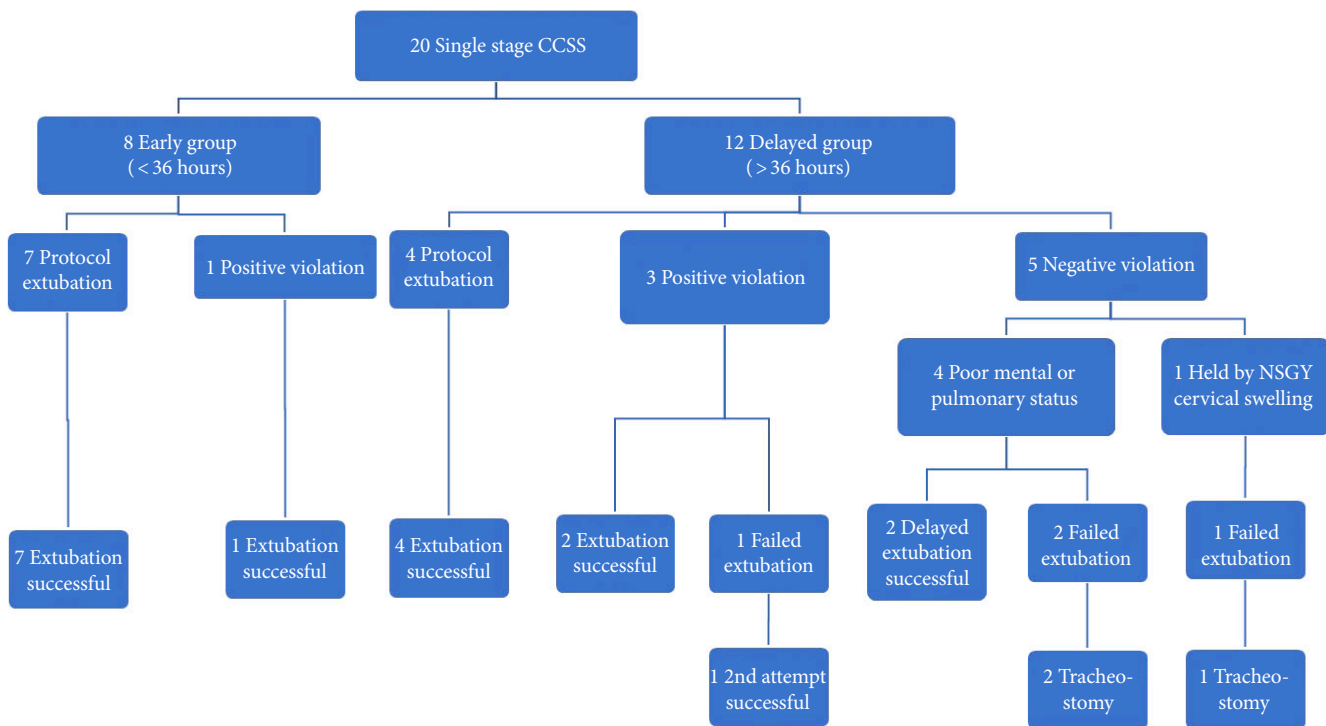 20 Single stage CCSS
8 Early group
(< 36 hours)
12 Delayed group
(> 36 hours)
7 Protocol
extubation
1 Positive violation
4 Protocol
extubation
3 Positive violation
5 Negative violation
4 Poor mental or
pulmonary status
1 Held by NSGY
cervical swelling
7 Extubation
successful
1 Extubation
successful
4 Extubation
successful
2 Extubation
successful
1 Failed
extubation
2 Delayed
extubation
successful
2 Failed
extubation
1 Failed
extubation
1 2nd attempt
successful
2 Tracheo-
stomy
1 Tracheo-
stomy